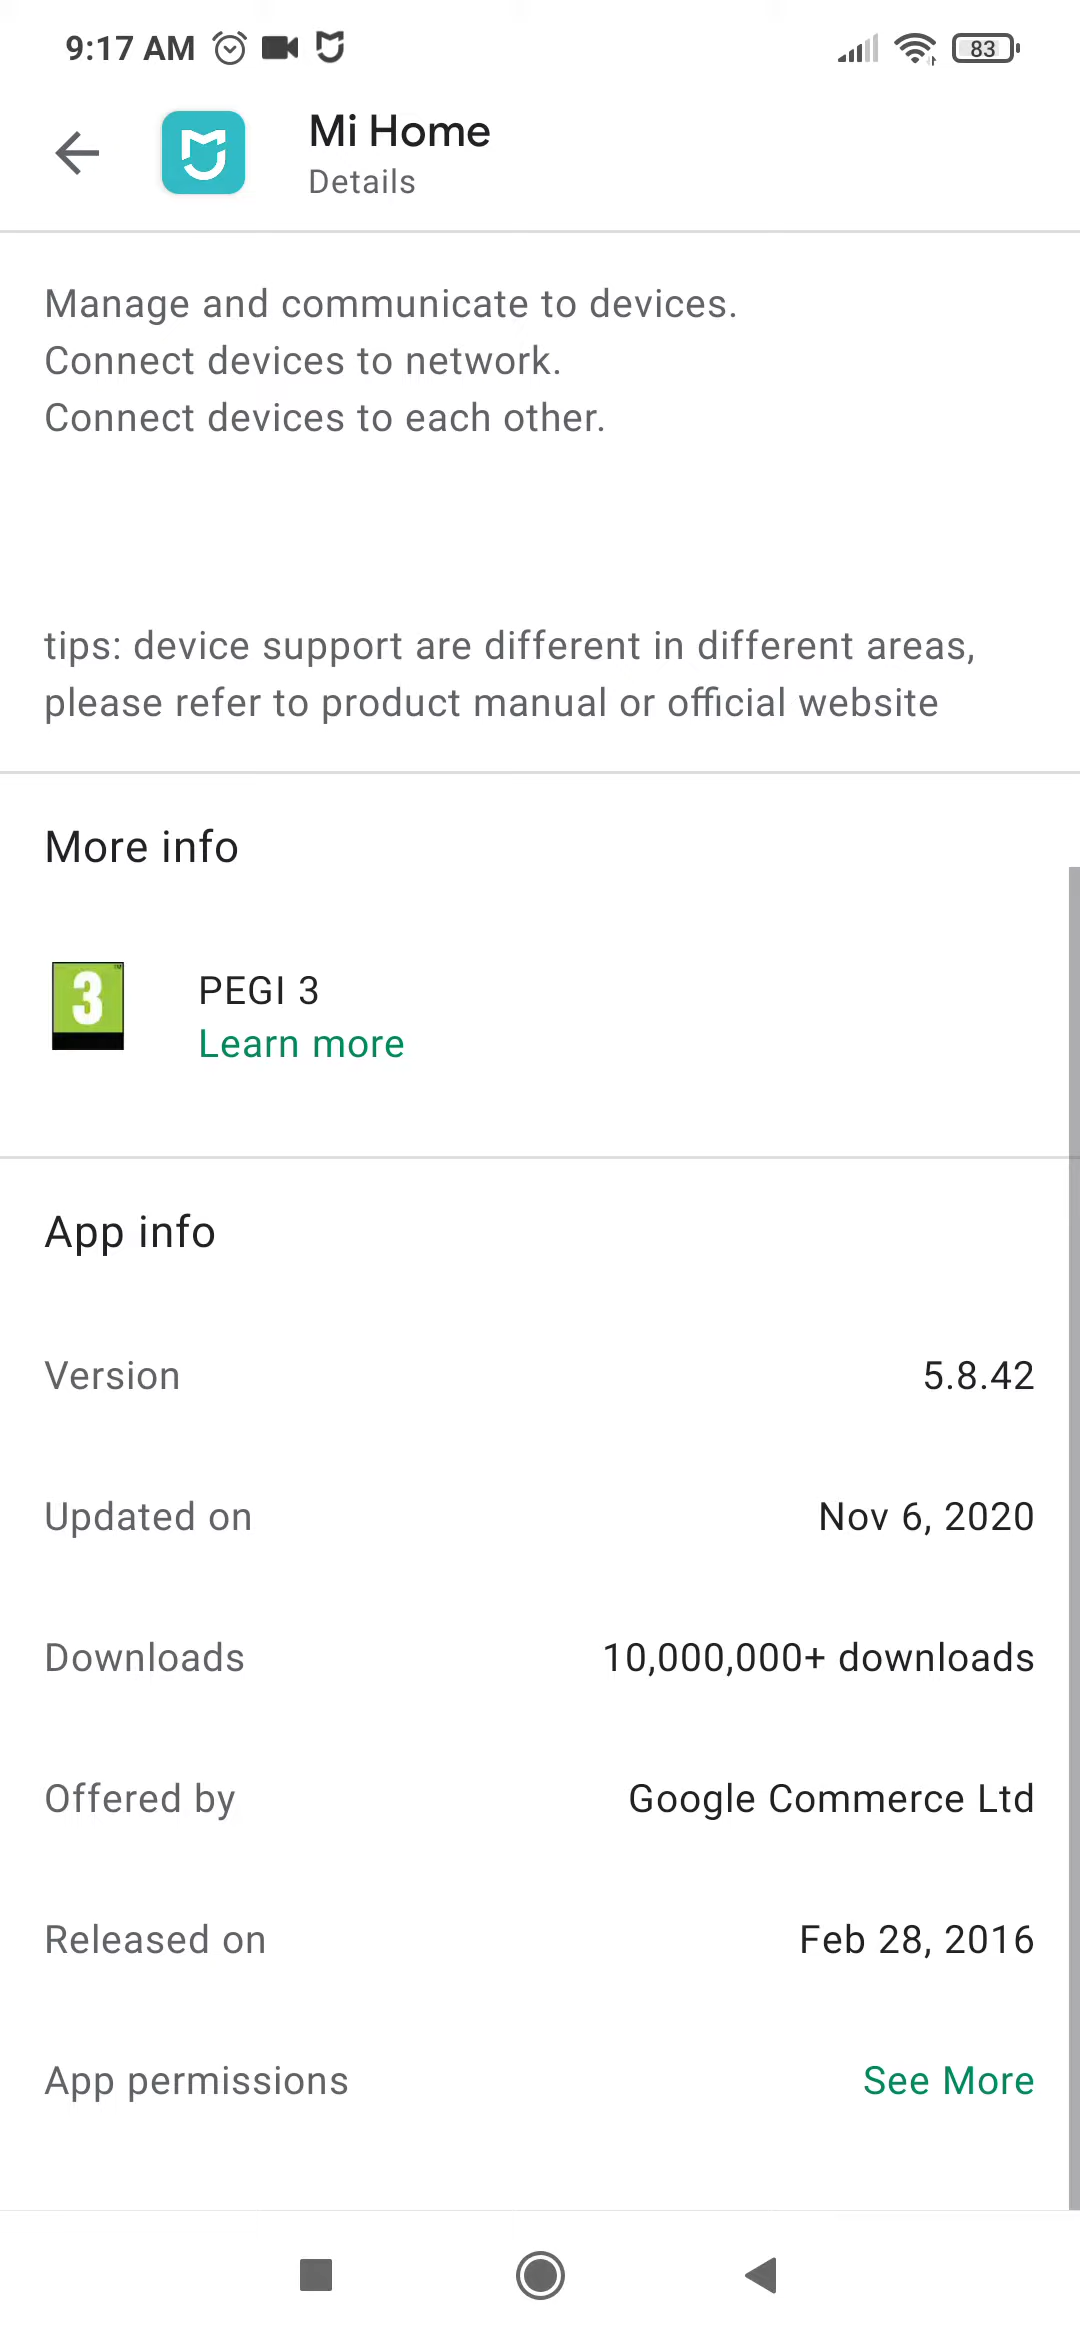 9:17 AM
83
Mi Home
Details
Manage and communicate to devices.
Connect devices to network.
Connect devices to each other.
tips: device support are different in different areas,
please refer to product manual or official website
More info
3
PEGI 3
Learn more
App info
Version 5.8.42
Updated on Nov 6, 2020
Downloads 10,000,000+ downloads
Offered by Google Commerce Ltd
Released on Feb 28, 2016
App permissions See More